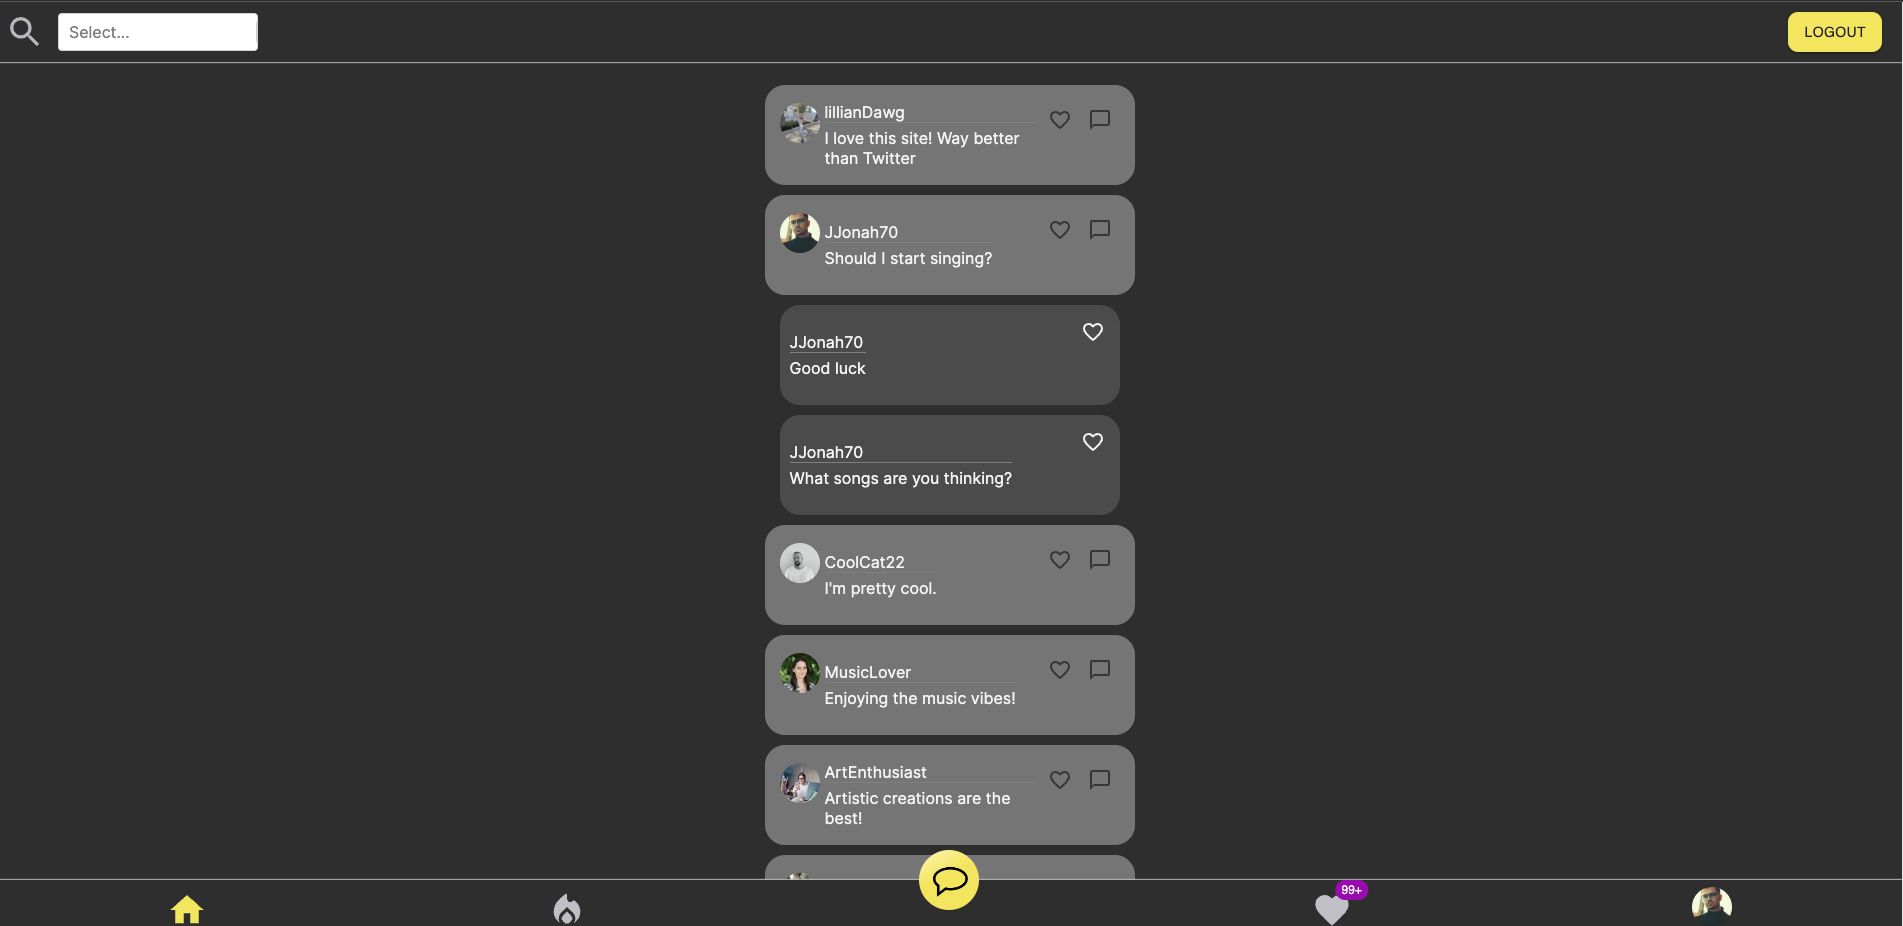 Select...
LOGOUT
lillianDawg
I love this site! Way better
than Twitter
JJonah70
Should I start singing?
JJonah70
Good luck
JJonah70
What songs are you thinking?
CoolCat22
I'm pretty cool.
MusicLover
Enjoying the music vibes!
ArtEnthusiast
Artistic creations are the
best!
99+